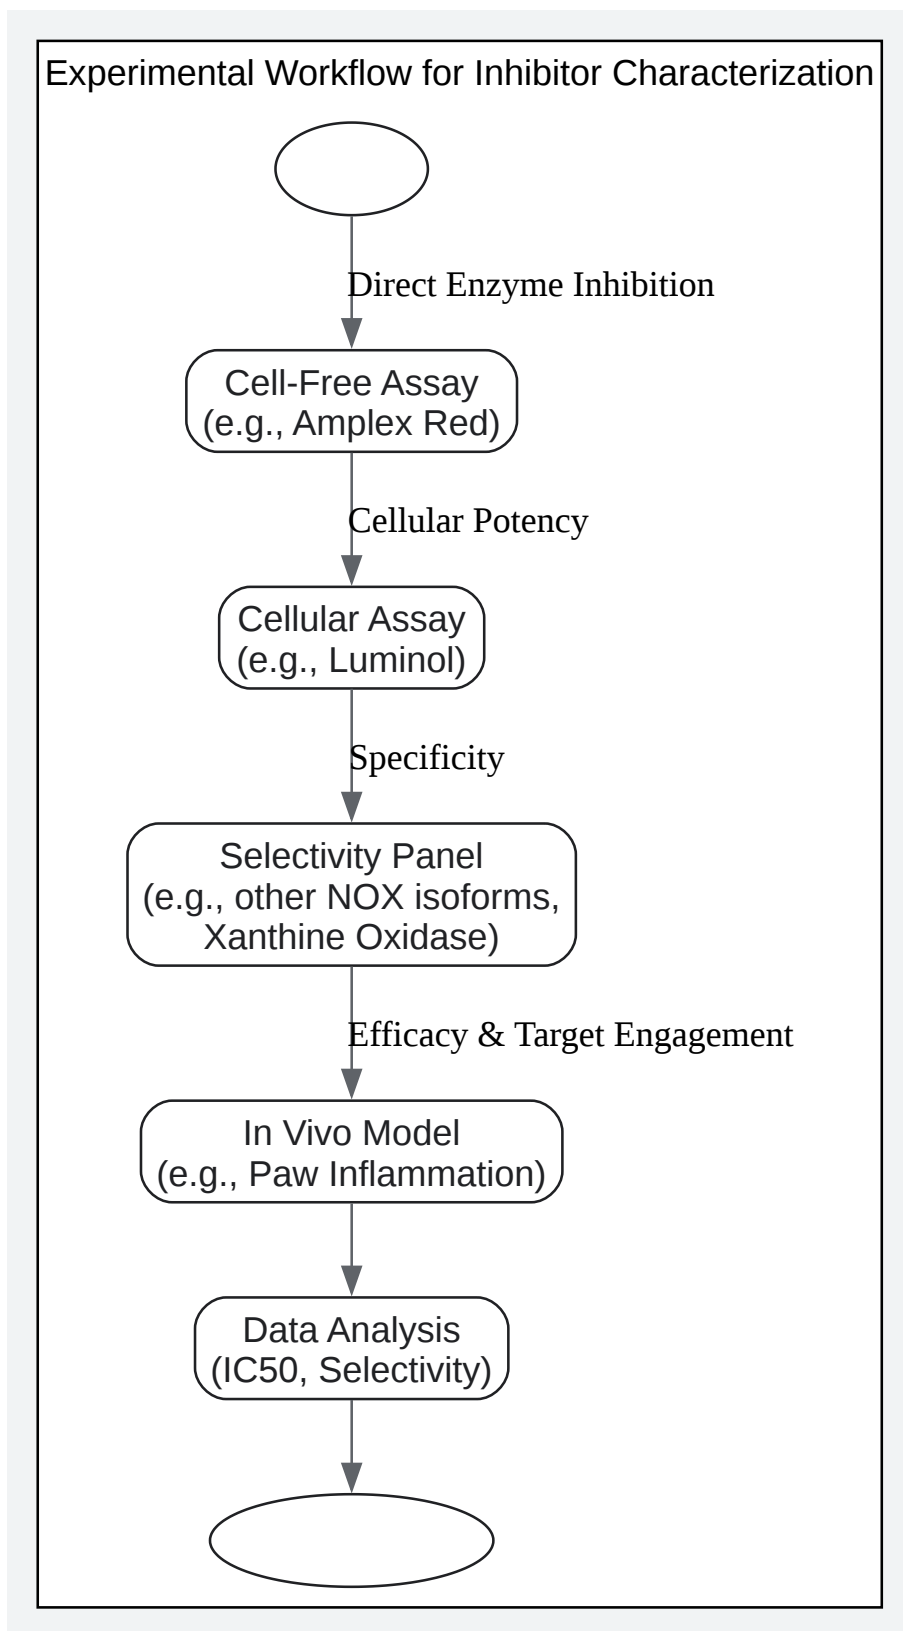 Experimental Workflow for Inhibitor Characterization
Direct Enzyme Inhibition
Cell-Free Assay
(e.g., Amplex Red)
Cellular Potency
Cellular Assay
(e.g., Luminol)
Specificity
Selectivity Panel
(e.g., other NOX isoforms,
Xanthine Oxidase)
Efficacy & Target Engagement
In Vivo Model
(e.g., Paw Inflammation)
Data Analysis
(IC50, Selectivity)